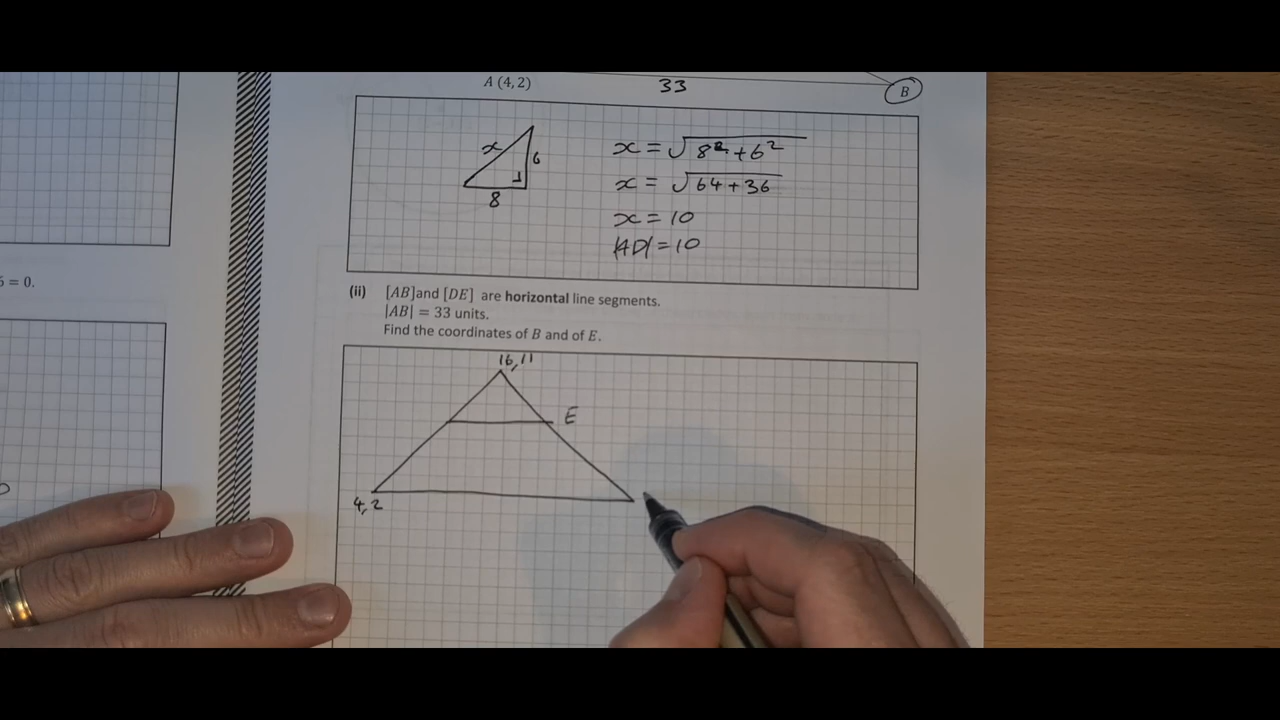 A (4, 2)
33
B
x
6
8
x = √8²+6²
x = √64+36
x = 10
|AD| = 10
= 0.
(ii) [AB]and [DE] are horizontal line segments.
|AB| = 33 units.
Find the coordinates of B and of E.
16,11
E
4,2